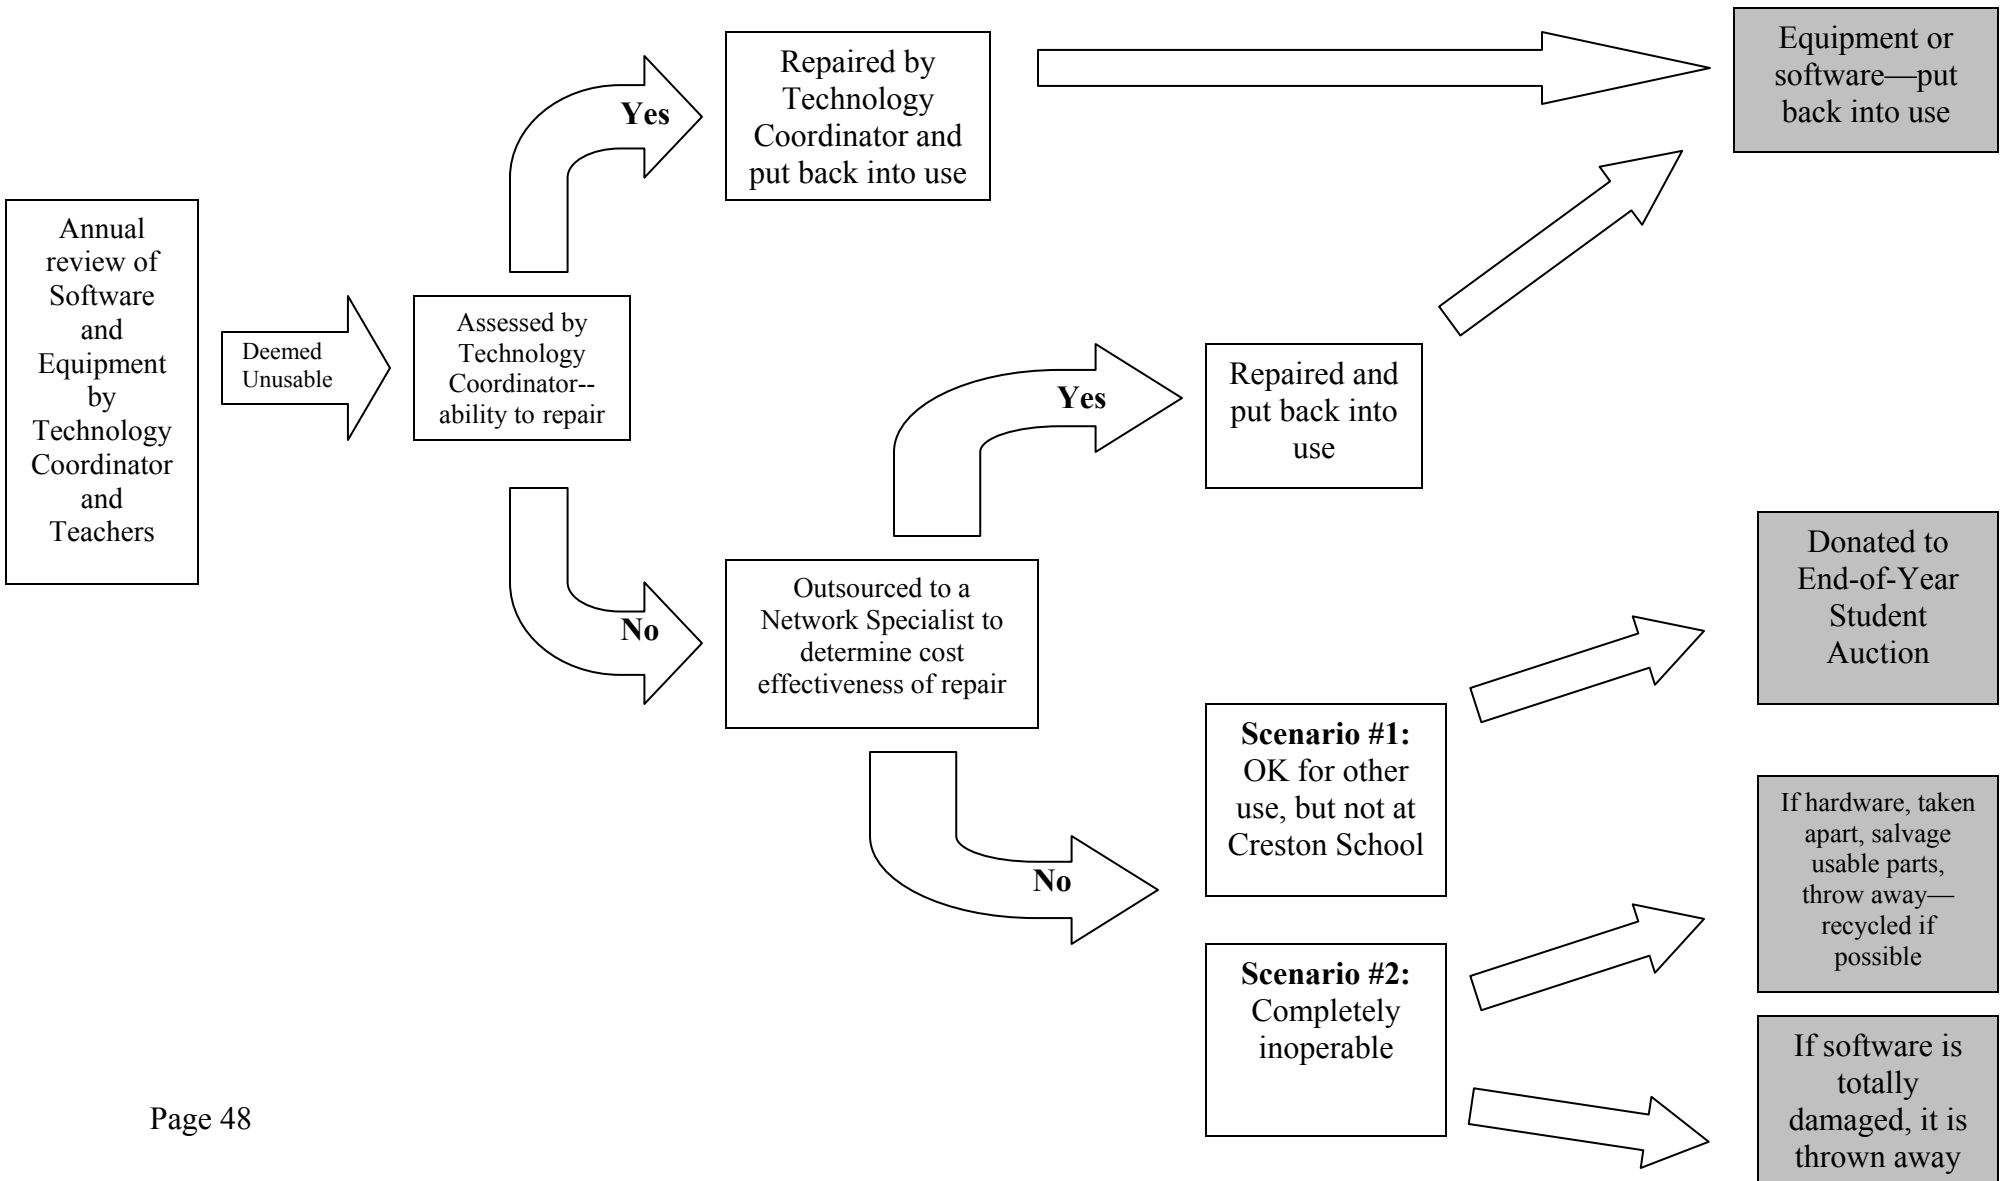 Annual
review of
Software
and
Equipment
by
Technology
Coordinator
and
Teachers
Deemed
Unusable
Assessed by
Technology
Coordinator--
ability to repair
Yes
Repaired by
Technology
Coordinator and
put back into use
Equipment or
software—put
back into use
No
Outsourced to a
Network Specialist to
determine cost
effectiveness of repair
Yes
Repaired and
put back into
use
No
Scenario #1:
OK for other
use, but not at
Creston School
Donated to
End-of-Year
Student
Auction
Scenario #2:
Completely
inoperable
If hardware, taken
apart, salvage
usable parts,
throw away—
recycled if
possible
If software is
totally
damaged, it is
thrown away
Page 48